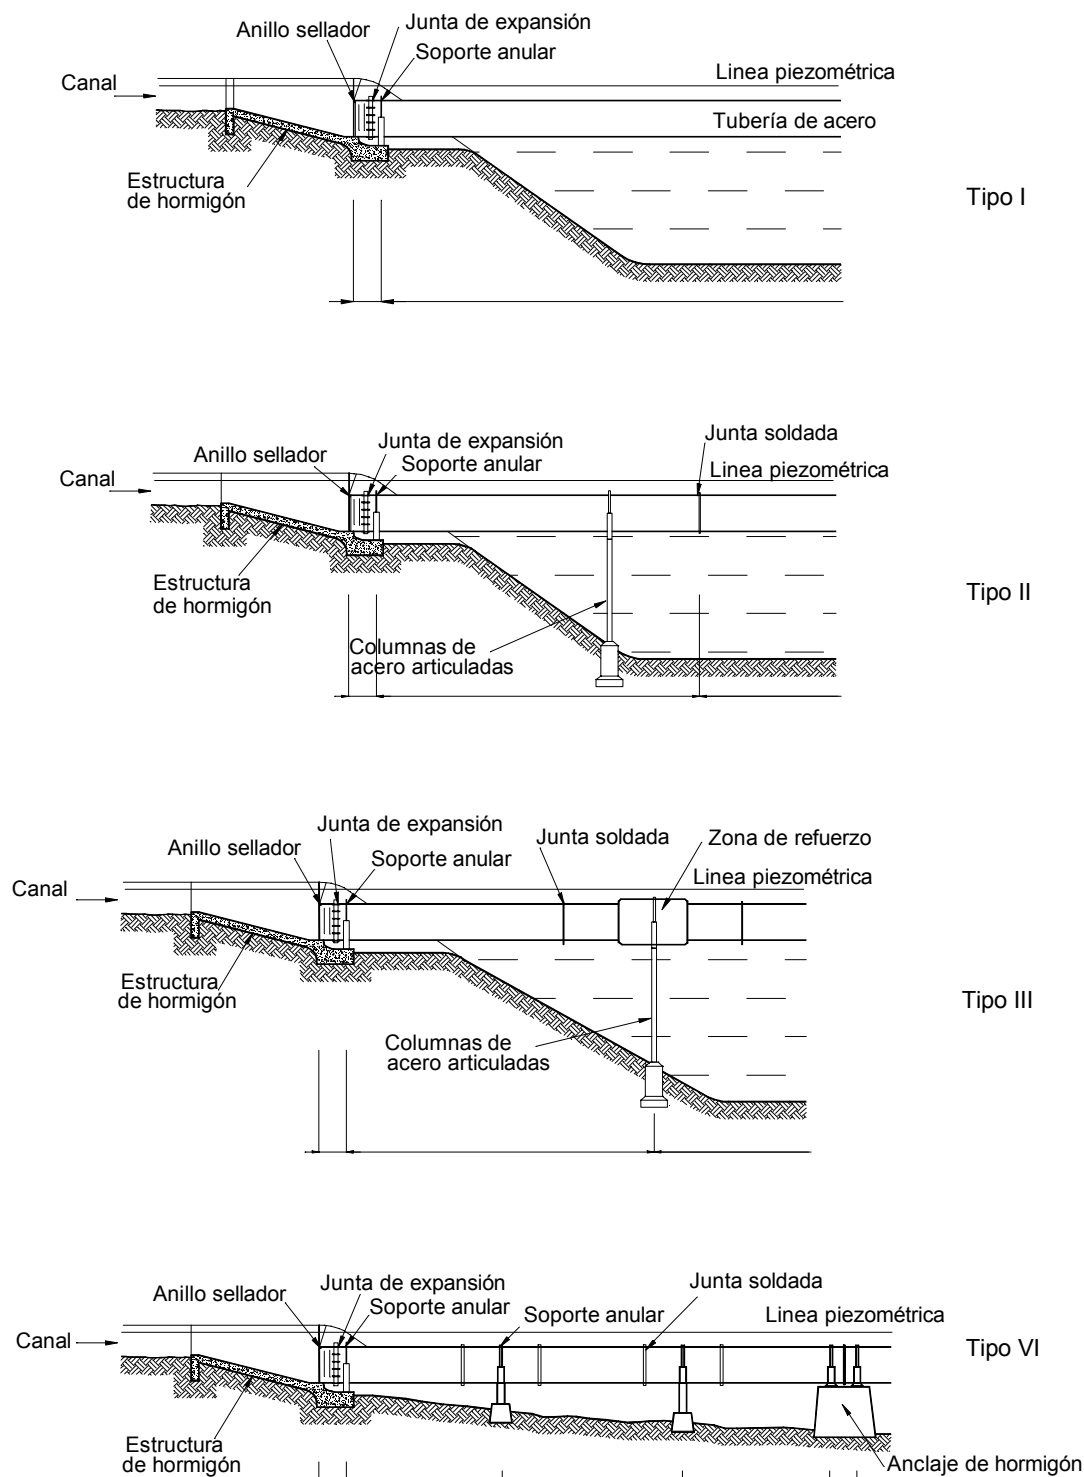 Junta de expansión
Anillo sellador
Soporte anular
Canal
Linea piezométrica
Tubería de acero
Estructura
de hormigón
Tipo I
Junta soldada
Junta de expansión
Anillo sellador
Soporte anular
Linea piezométrica
Canal
Estructura
de hormigón
Tipo II
Columnas de
acero articuladas
Junta de expansión
Junta soldada
Zona de refuerzo
Anillo sellador
Soporte anular
Linea piezométrica
Canal
Estructura
de hormigón
Tipo III
Columnas de
acero articuladas
Junta de expansión
Junta soldada
Anillo sellador
Soporte anular
Soporte anular
Linea piezométrica
Canal
Tipo VI
Estructura
de hormigón
Anclaje de hormigón